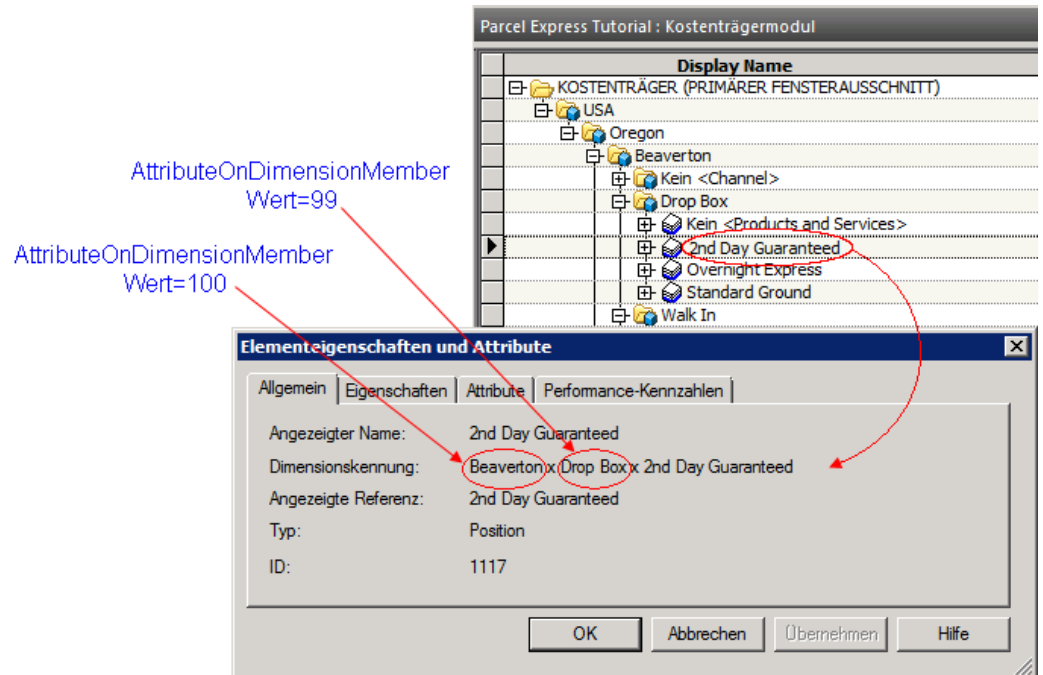 Parcel Express Tutorial : Kostenträgermodul
Display Name
KOSTENTRÄGER (PRIMÄRER FENSTERAUSSCHNITT)
USA
Oregon
Beaverton
Kein <Channel>
Drop Box
Kein <Products and Services>
2nd Day Guaranteed
Overnight Express
Standard Ground
Walk In
AttributeOnDimensionMember
Wert=99
AttributeOnDimensionMember
Wert=100
Elementeigenschaften und Attribute
Allgemein Eigenschaften Attribute Performance-Kennzahlen
Angezeigter Name: 2nd Day Guaranteed
Dimensionskennung: Beaverton x Drop Box x 2nd Day Guaranteed
Angezeigte Referenz: 2nd Day Guaranteed
Typ: Position
ID: 1117
OK Abbrechen Übernehmen Hilfe